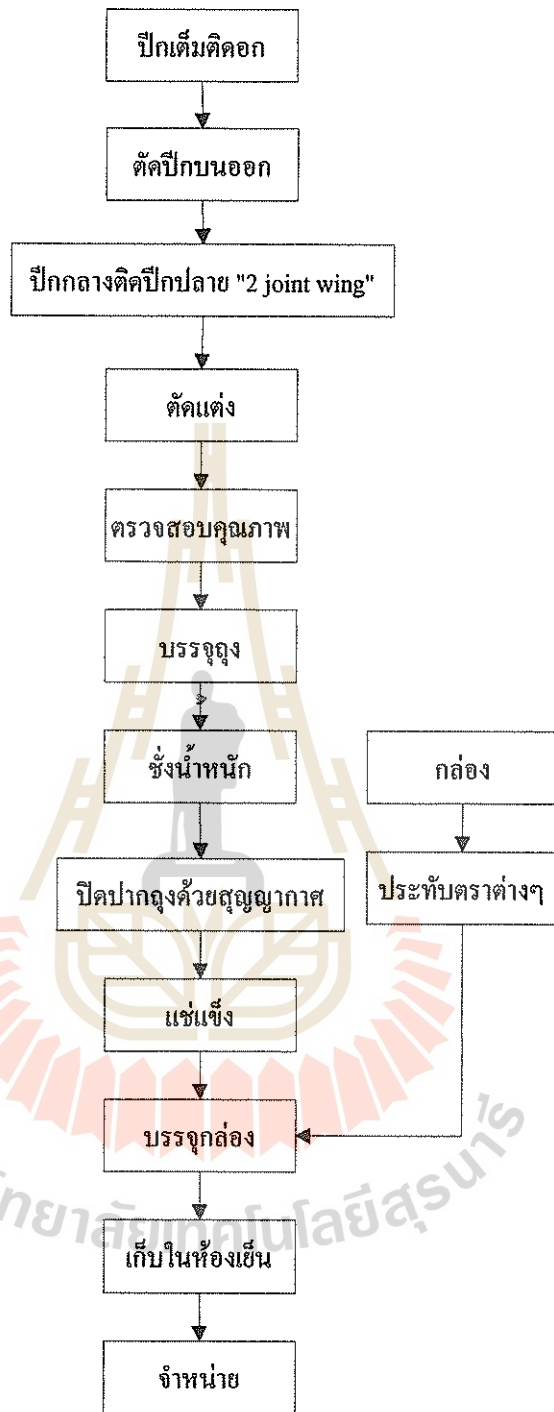 ปีกเต็มติดอก
ตัดปีกบนออก
ปีกกลางติดปีกปลาย "2 joint wing"
ตัดแต่ง
ตรวจสอบคุณภาพ
บรรจุถุง
ชั่งน้ำหนัก
กล่อง
ปิดปากถุงด้วยสุญญากาศ
ประทับตราต่างๆ
แช่แข็ง
บรรจุกล่อง
เก็บในห้องเย็น
จำหน่าย